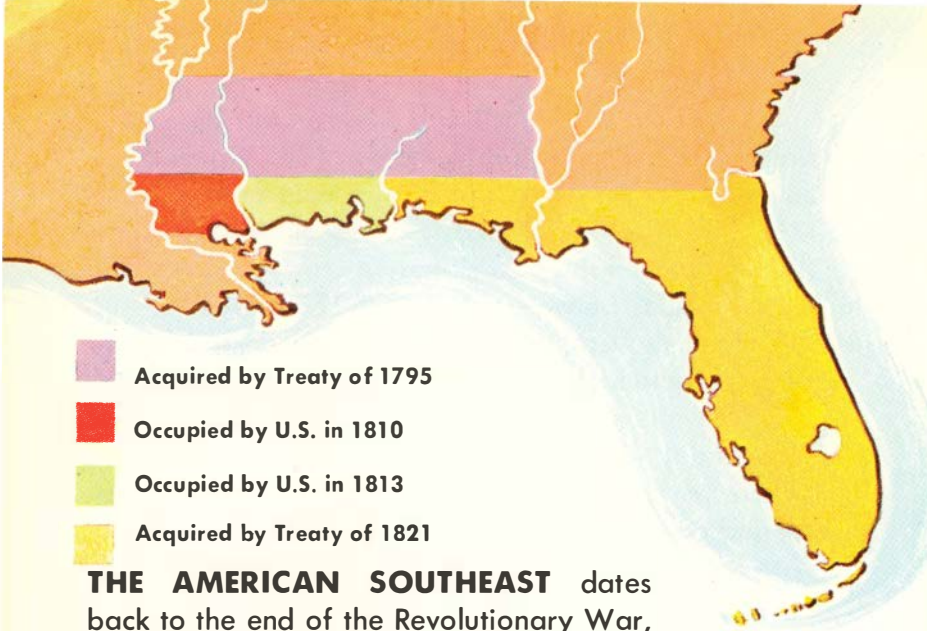 Acquired by Treaty of 1795
Occupied by U.S. in 1810
Occupied by U.S. in 1813
Acquired by Treaty of 1821
THE AMERICAN SOUTHEAST dates
back to the end of the Revolutionary War,